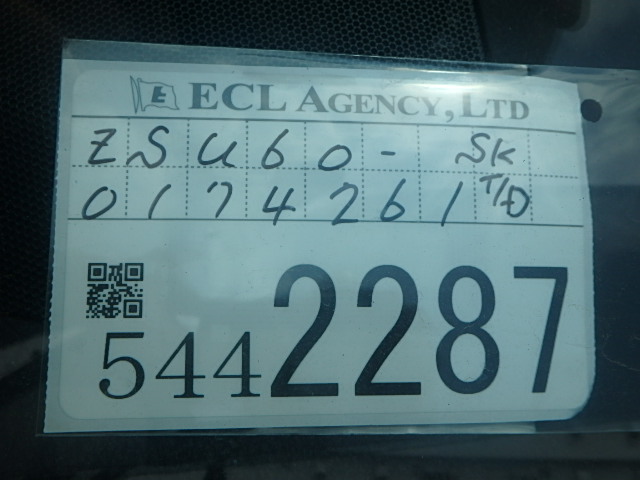 E ECL AGENCY, LTD
ZSU60- SK
0174261 T/D
5442287